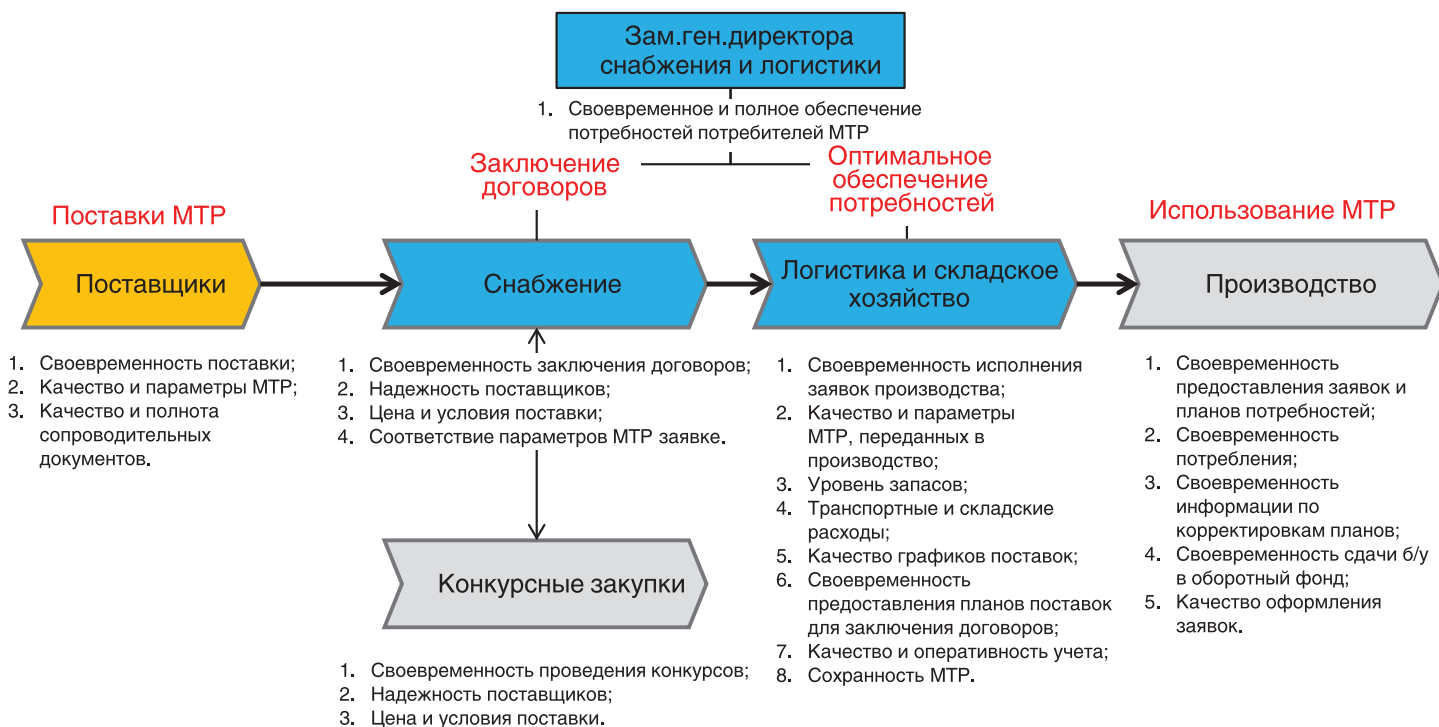 Зам.ген.директора
снабжения и логистики
1. Своевременное и полное обеспечение
потребностей потребителей МТР
Заключение
договоров
Оптимальное
обеспечение
потребностей
Поставки МТР
Использование МТР
Поставщики
Снабжение
Логистика и складское
хозяйство
Производство
1. Своевременность поставки;
2. Качество и параметры МТР;
3. Качество и полнота
сопроводительных
документов.
1. Своевременность заключения договоров;
2. Надежность поставщиков;
3. Цена и условия поставки;
4. Соответствие параметров МТР заявке.
Конкурсные закупки
1. Своевременность проведения конкурсов;
2. Надежность поставщиков;
3. Цена и условия поставки.
1. Своевременность исполнения
заявок производства;
2. Качество и параметры
МТР, переданных в
производство;
3. Уровень запасов;
4. Транспортные и складские
расходы;
5. Качество графиков поставок;
6. Своевременность
предоставления планов поставок
для заключения договоров;
7. Качество и оперативность учета;
8. Сохранность МТР.
1. Своевременность
предоставления заявок и
планов потребностей;
2. Своевременность
потребления;
3. Своевременность
информации по
корректировкам планов;
4. Своевременность сдачи б/у
в оборотный фонд;
5. Качество оформления
заявок.